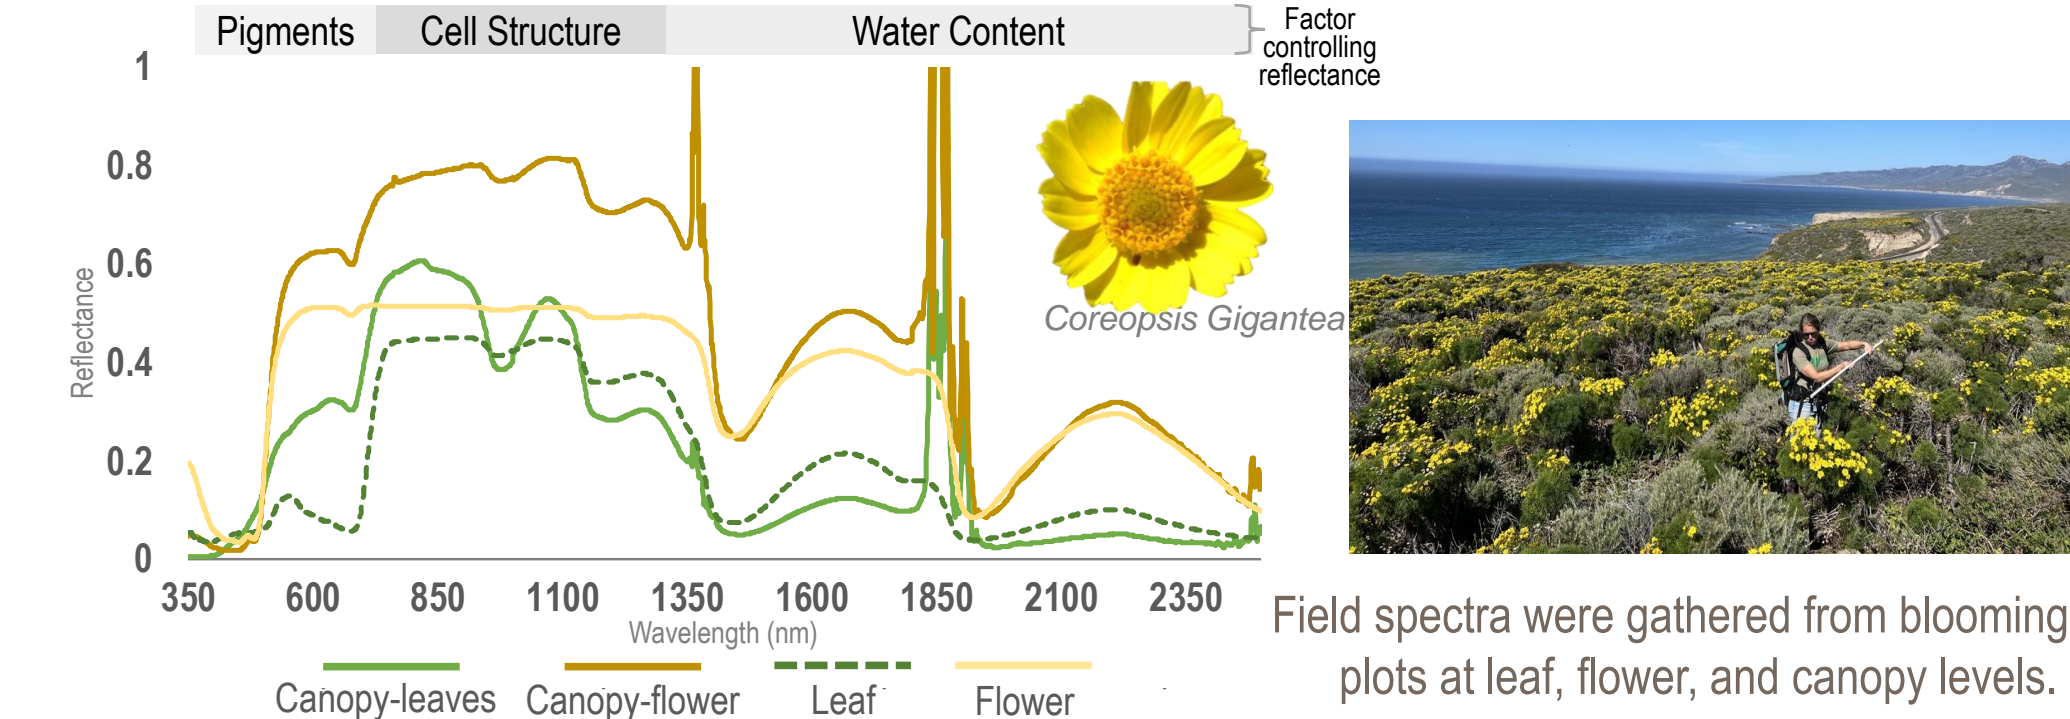 Pigments Cell Structure Water Content
Factor
controlling
reflectance
1
0.8
0.6
0.4
0.2
0
Reflectance
Coreopsis Gigantea
350 600 850 1100 1350 1600 1850 2100 2350
Wavelength (nm)
Canopy-leaves Canopy-flower Leaf Flower
Field spectra were gathered from blooming
plots at leaf, flower, and canopy levels.